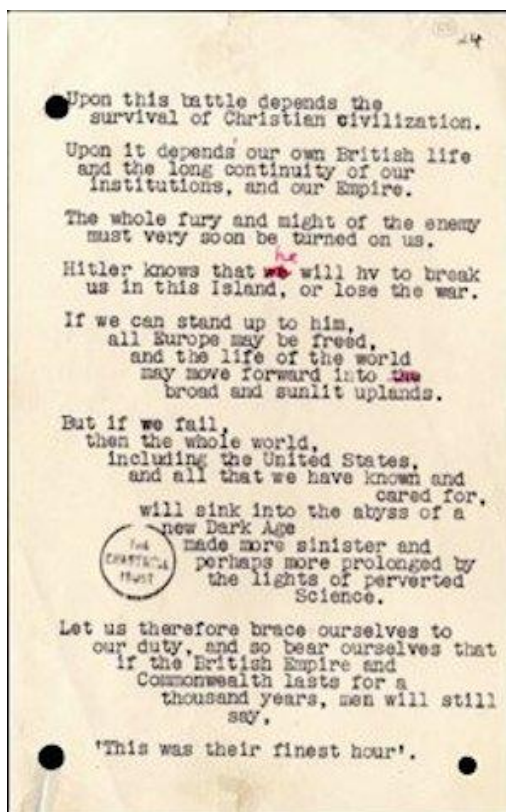 24
Upon this battle depends the
survival of Christian civilization.
Upon it depends our own British life
and the long continuity of our
institutions, and our Empire.
The whole fury and might of the enemy
must very soon be turned on us.
he
Hitler knows that we will hv to break
us in this Island, or lose the war.
If we can stand up to him,
all Europe may be freed,
and the life of the world
may move forward into the
broad and sunlit uplands.
But if we fail,
then the whole world,
including the United States,
and all that we have known and
cared for,
will sink into the abyss of a
new Dark Age
made more sinister and
perhaps more prolonged by
the lights of perverted
Science.
THE
CHARTWELL
TRUST
Let us therefore brace ourselves to
our duty, and so bear ourselves that
if the British Empire and
Commonwealth lasts for a
thousand years, men will still
say,
'This was their finest hour'.